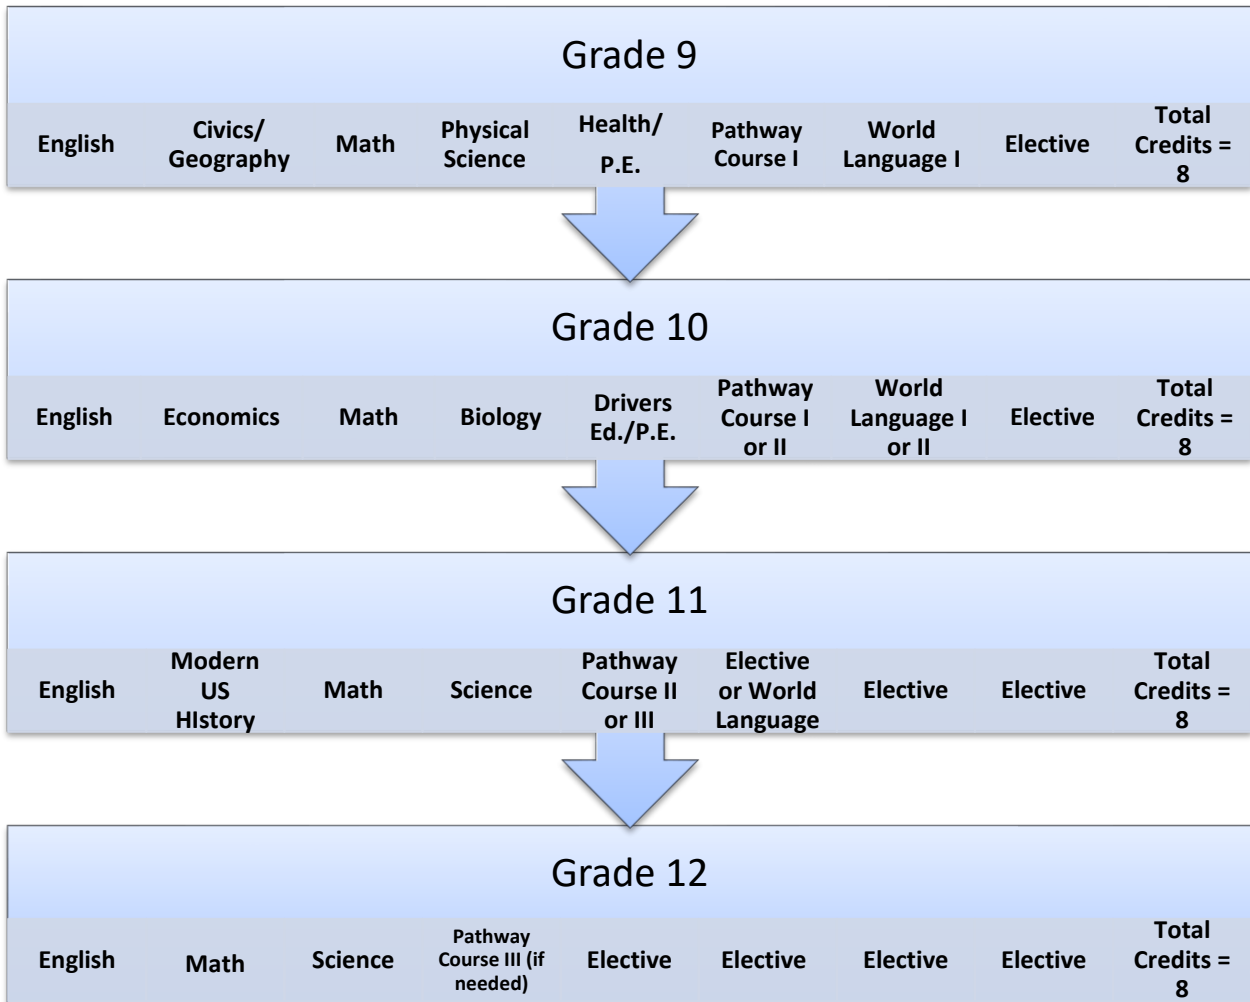 Grade 9
English
Civics/
Geography
Math
Physical
Science
Health/
P.E.
Pathway
Course I
World
Language I
Elective
Total
Credits =
8
Grade 10
English
Economics
Math
Biology
Drivers
Ed./P.E.
Pathway
Course I
or II
World
Language I
or II
Elective
Total
Credits =
8
Grade 11
English
Modern
US
HIstory
Math
Science
Pathway
Course II
or III
Elective
or World
Language
Elective
Elective
Total
Credits =
8
Grade 12
English
Math
Science
Pathway
Course III (if
needed)
Elective
Elective
Elective
Elective
Total
Credits =
8